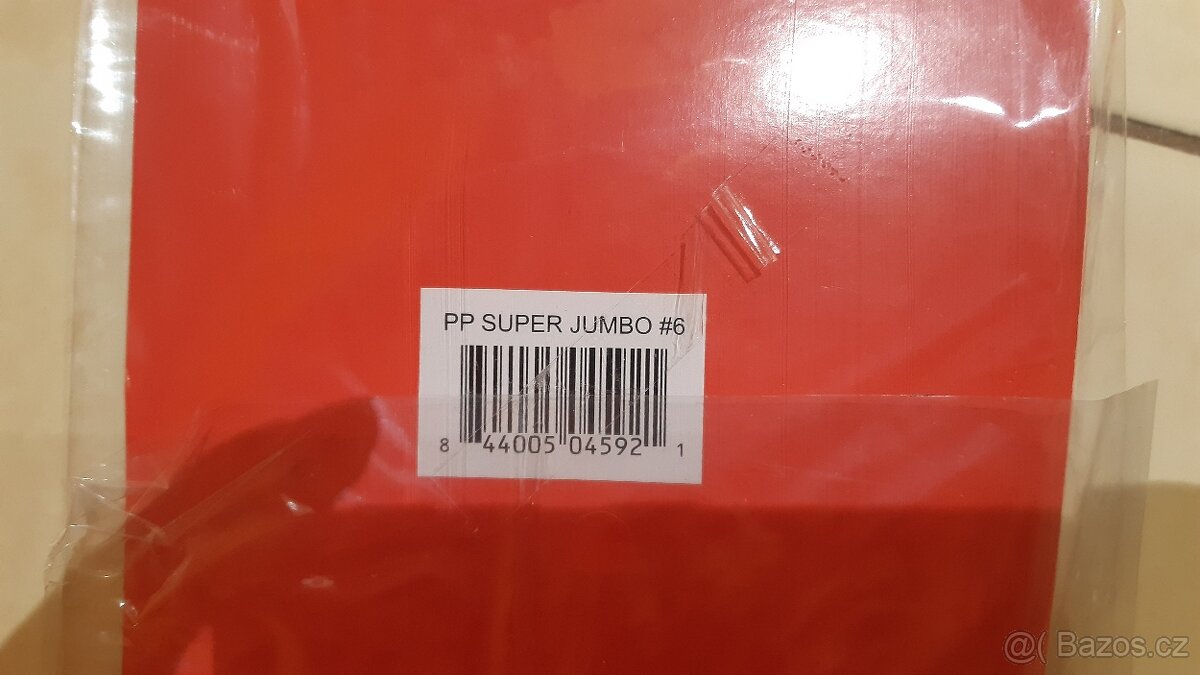 PP SUPER JUMBO #6
8 44005 04592 1
@( Bazos.cz